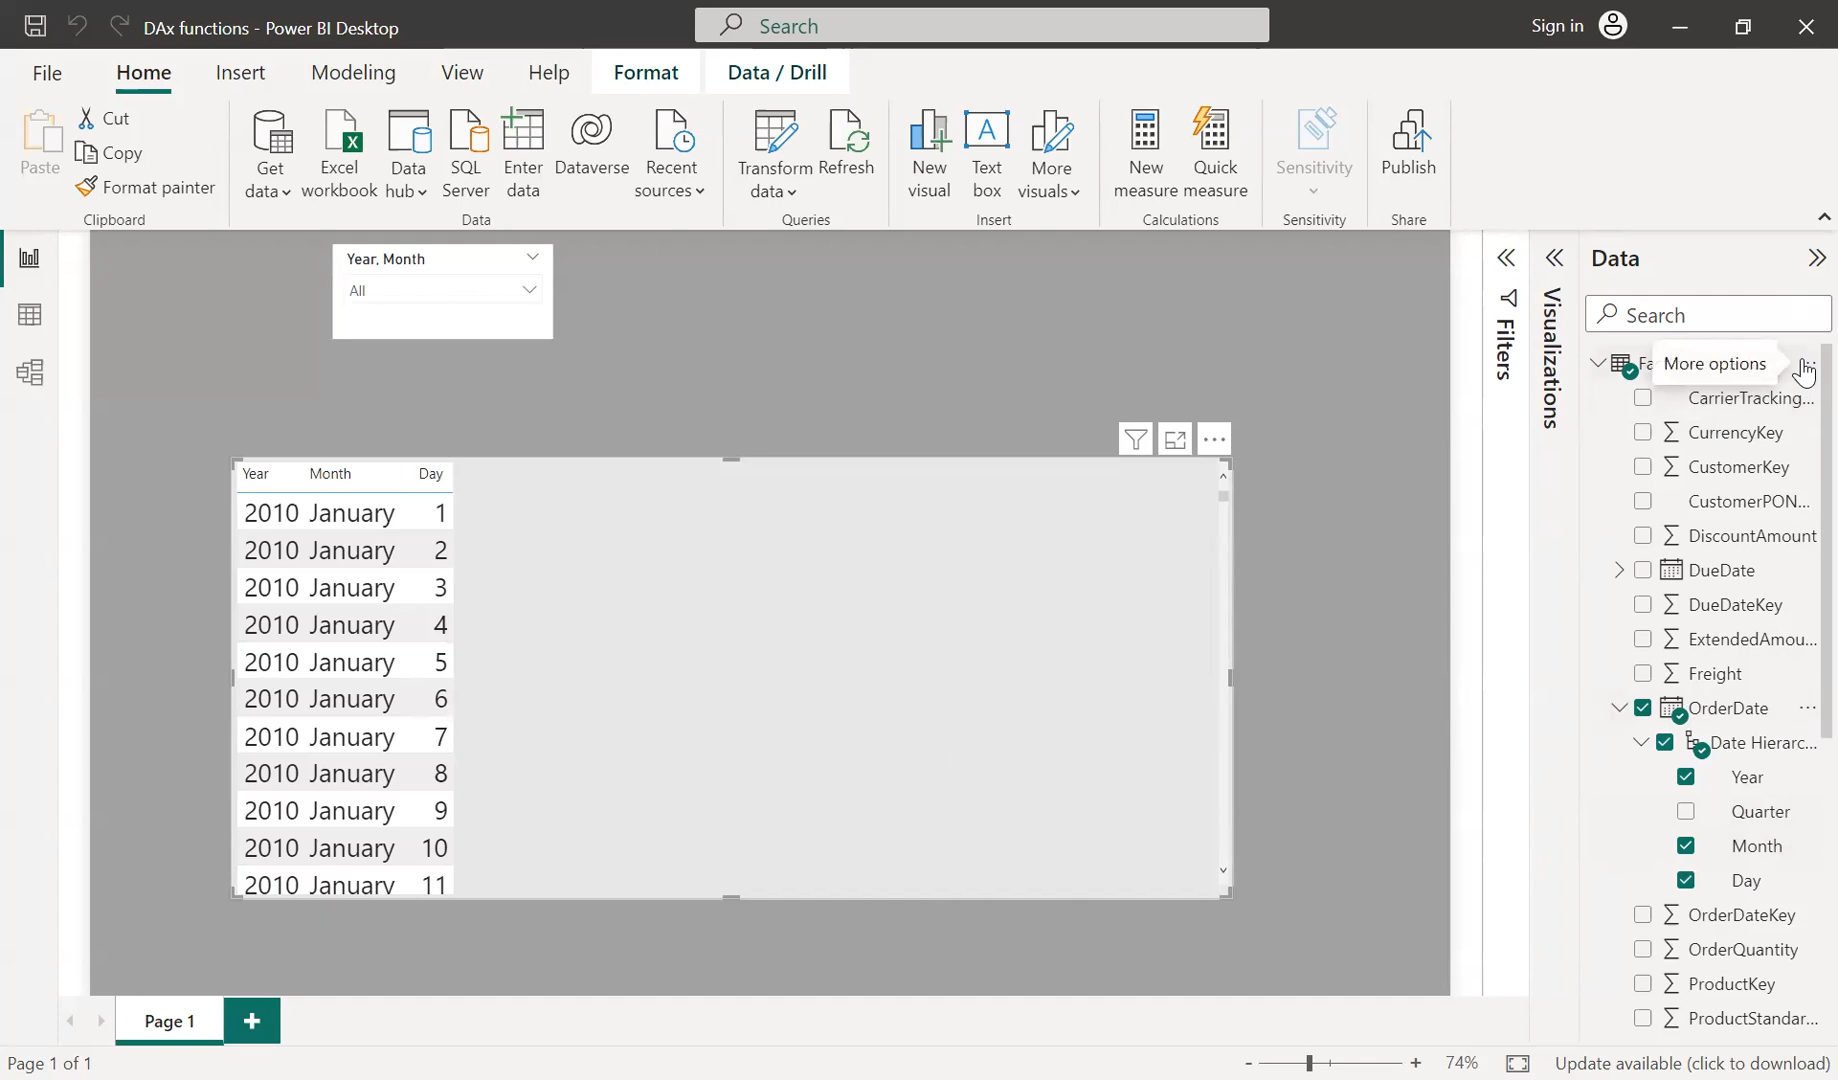 DAx functions - Power BI Desktop
Search
Sign in
File
Home
Insert
Modeling
View
Help
Format
Data / Drill
Paste
Cut
Copy
Format painter
Clipboard
Get data
Excel workbook
Data hub
SQL Server
Enter data
Dataverse
Recent sources
Data
Transform data
Refresh
Queries
New visual
Text box
More visuals
Insert
New measure
Quick measure
Calculations
Sensitivity
Sensitivity
Publish
Share
Year, Month
All
Year Month Day
2010 January 1
2010 January 2
2010 January 3
2010 January 4
2010 January 5
2010 January 6
2010 January 7
2010 January 8
2010 January 9
2010 January 10
2010 January 11
Filters
Visualizations
Data
Search
Fa
More options
CarrierTracking...
CurrencyKey
CustomerKey
CustomerPON...
DiscountAmount
DueDate
DueDateKey
ExtendedAmou...
Freight
OrderDate
Date Hierarc...
Year
Quarter
Month
Day
OrderDateKey
OrderQuantity
ProductKey
ProductStandar...
Page 1
Page 1 of 1
- + 74%
Update available (click to download)